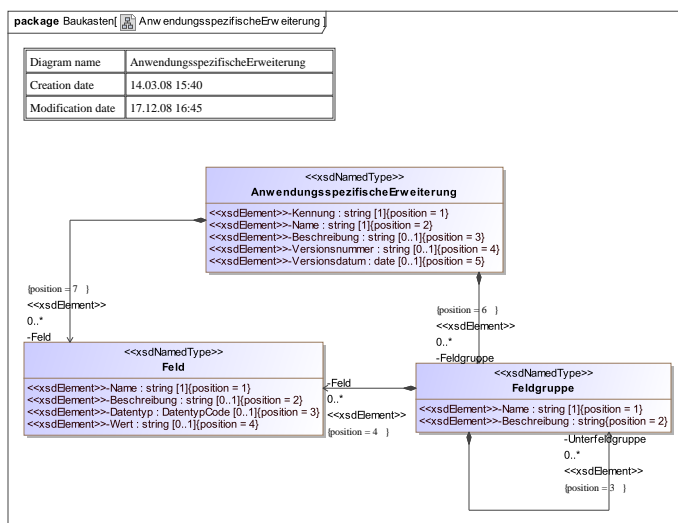 package Baukasten[ AnwendungsspezifischeErweiterung ]
Diagram name AnwendungsspezifischeErweiterung
Creation date 14.03.08 15:40
Modification date 17.12.08 16:45
<<xsdNamedType>>
AnwendungsspezifischeErweiterung
<<xsdElement>>-Kennung : string [1]{position = 1}
<<xsdElement>>-Name : string [1]{position = 2}
<<xsdElement>>-Beschreibung : string [0..1]{position = 3}
<<xsdElement>>-Versionsnummer : string [0..1]{position = 4}
<<xsdElement>>-Versionsdatum : date [0..1]{position = 5}
{position = 7 }
<<xsdElement>>
0..*
-Feld
{position = 6 }
<<xsdElement>>
0..*
-Feldgruppe
<<xsdNamedType>>
Feld
<<xsdElement>>-Name : string [1]{position = 1}
<<xsdElement>>-Beschreibung : string [0..1]{position = 2}
<<xsdElement>>-Datentyp : DatentypCode [0..1]{position = 3}
<<xsdElement>>-Wert : string [0..1]{position = 4}
-Feld
0..*
<<xsdElement>>
{position = 4 }
<<xsdNamedType>>
Feldgruppe
<<xsdElement>>-Name : string [1]{position = 1}
<<xsdElement>>-Beschreibung : string{position = 2}
-Unterfeldgruppe
0..*
<<xsdElement>>
{position = 3 }